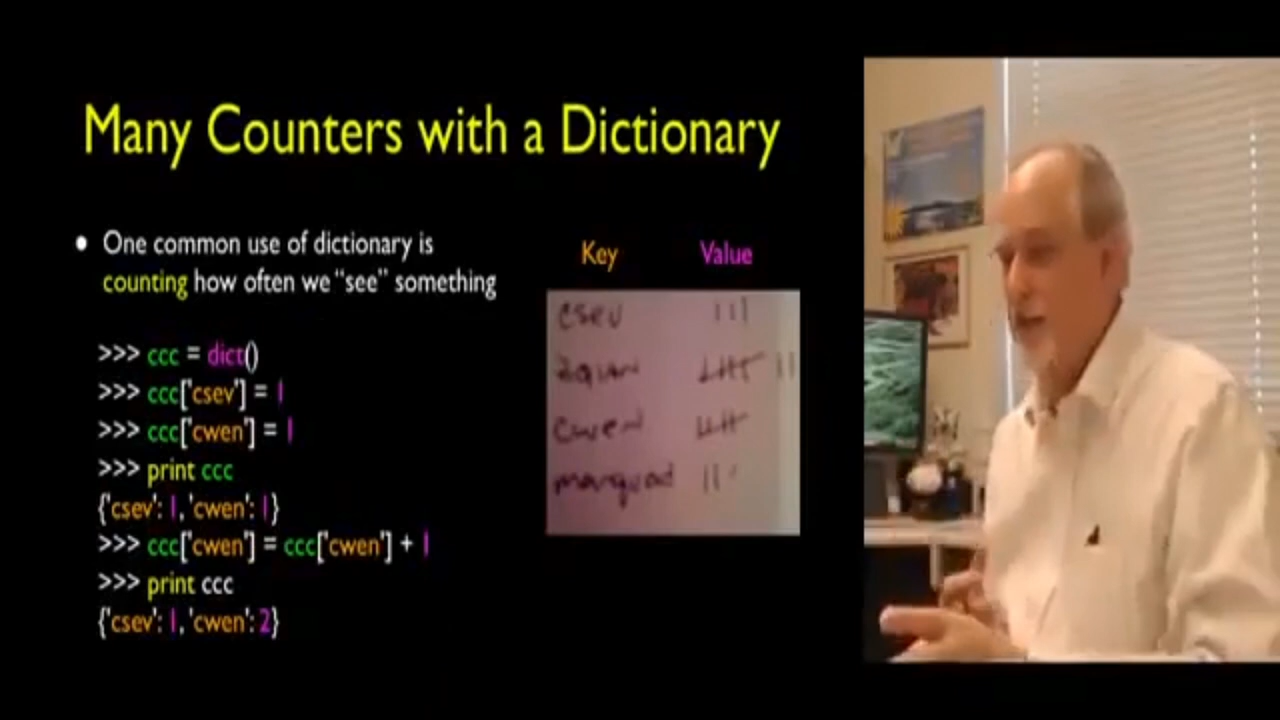 Many Counters with a Dictionary
• One common use of dictionary is
counting how often we “see” something
>>> ccc = dict()
>>> ccc['csev'] = 1
>>> ccc['cwen'] = 1
>>> print ccc
{'csev': 1, 'cwen': 1}
>>> ccc['cwen'] = ccc['cwen'] + 1
>>> print ccc
{'csev': 1, 'cwen': 2}
Key Value
csev
zqian
cwen
marquad